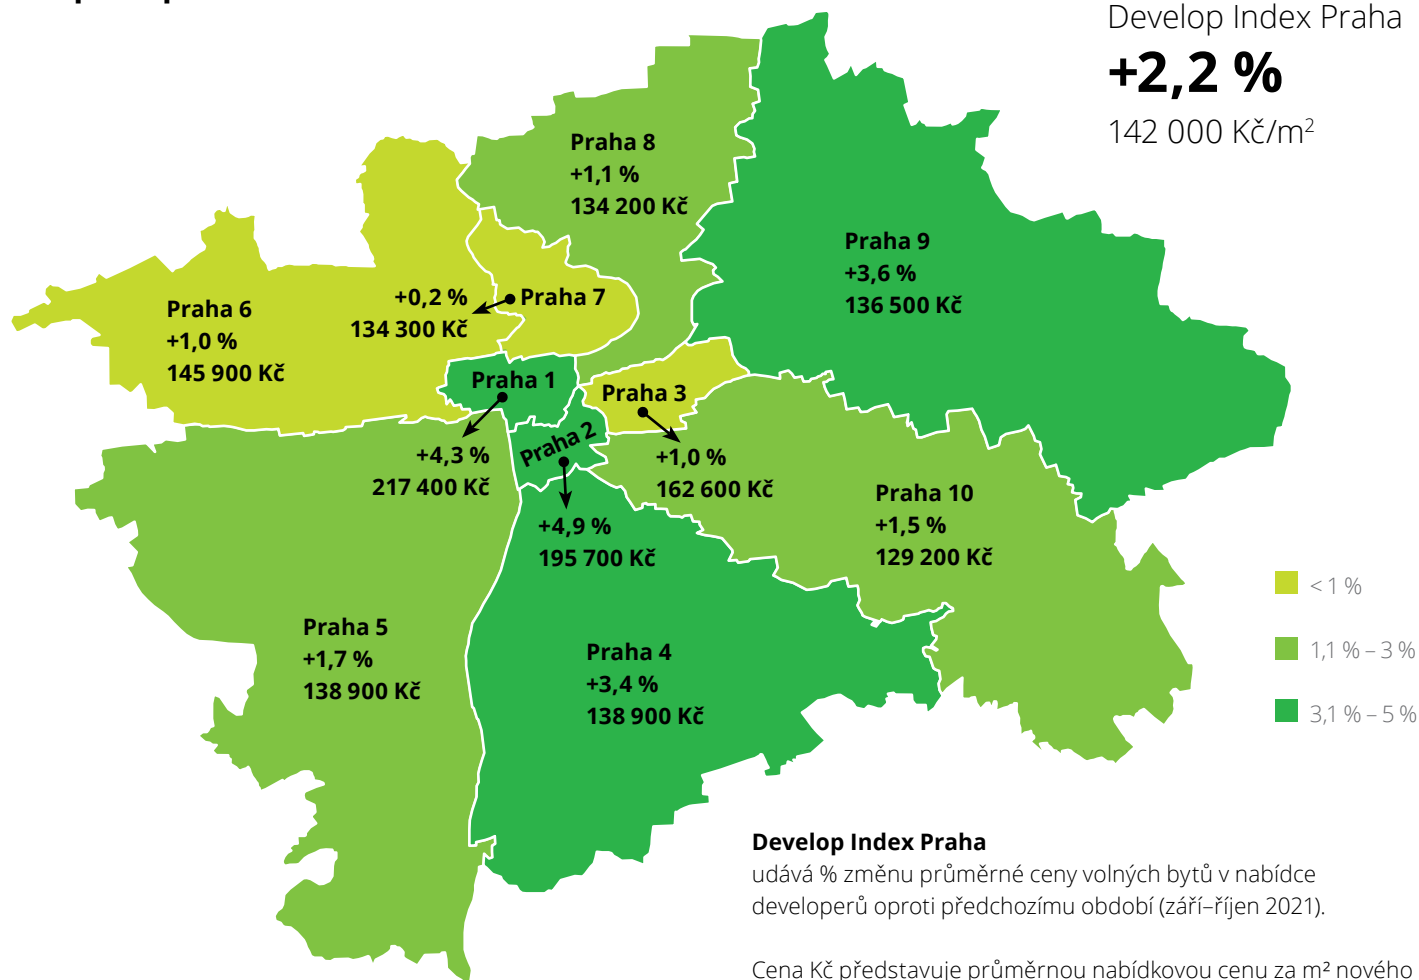 Develop Index Praha
+2,2 %
142 000 Kč/m²
Praha 8
+1,1 %
134 200 Kč
Praha 9
+3,6 %
136 500 Kč
Praha 6
+1,0 %
145 900 Kč
+0,2 %
134 300 Kč
Praha 7
Praha 1
+4,3 %
217 400 Kč
Praha 3
+1,0 %
162 600 Kč
Praha 2
+4,9 %
195 700 Kč
Praha 10
+1,5 %
129 200 Kč
Praha 5
+1,7 %
138 900 Kč
Praha 4
+3,4 %
138 900 Kč
< 1 %
1,1 % – 3 %
3,1 % – 5 %
Develop Index Praha
udává % změnu průměrné ceny volných bytů v nabídce
developerů oproti předchozímu období (září–říjen 2021).
Cena Kč představuje průměrnou nabídkovou cenu za m² nového